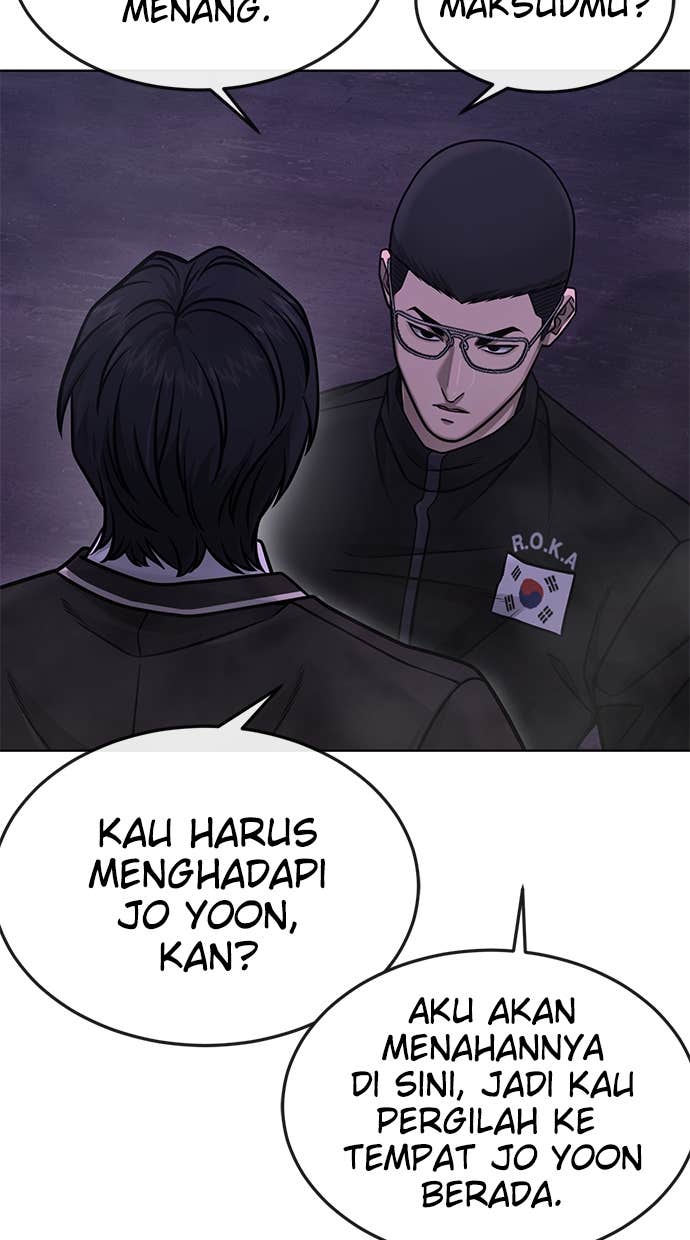 MENANG.
MAKSUDMU?
R.O.K.A
KAU HARUS
MENGHADAPI
JO YOON,
KAN?
AKU AKAN
MENAHANNYA
DI SINI, JADI KAU
PERGILAH KE
TEMPAT JO YOON
BERADA.